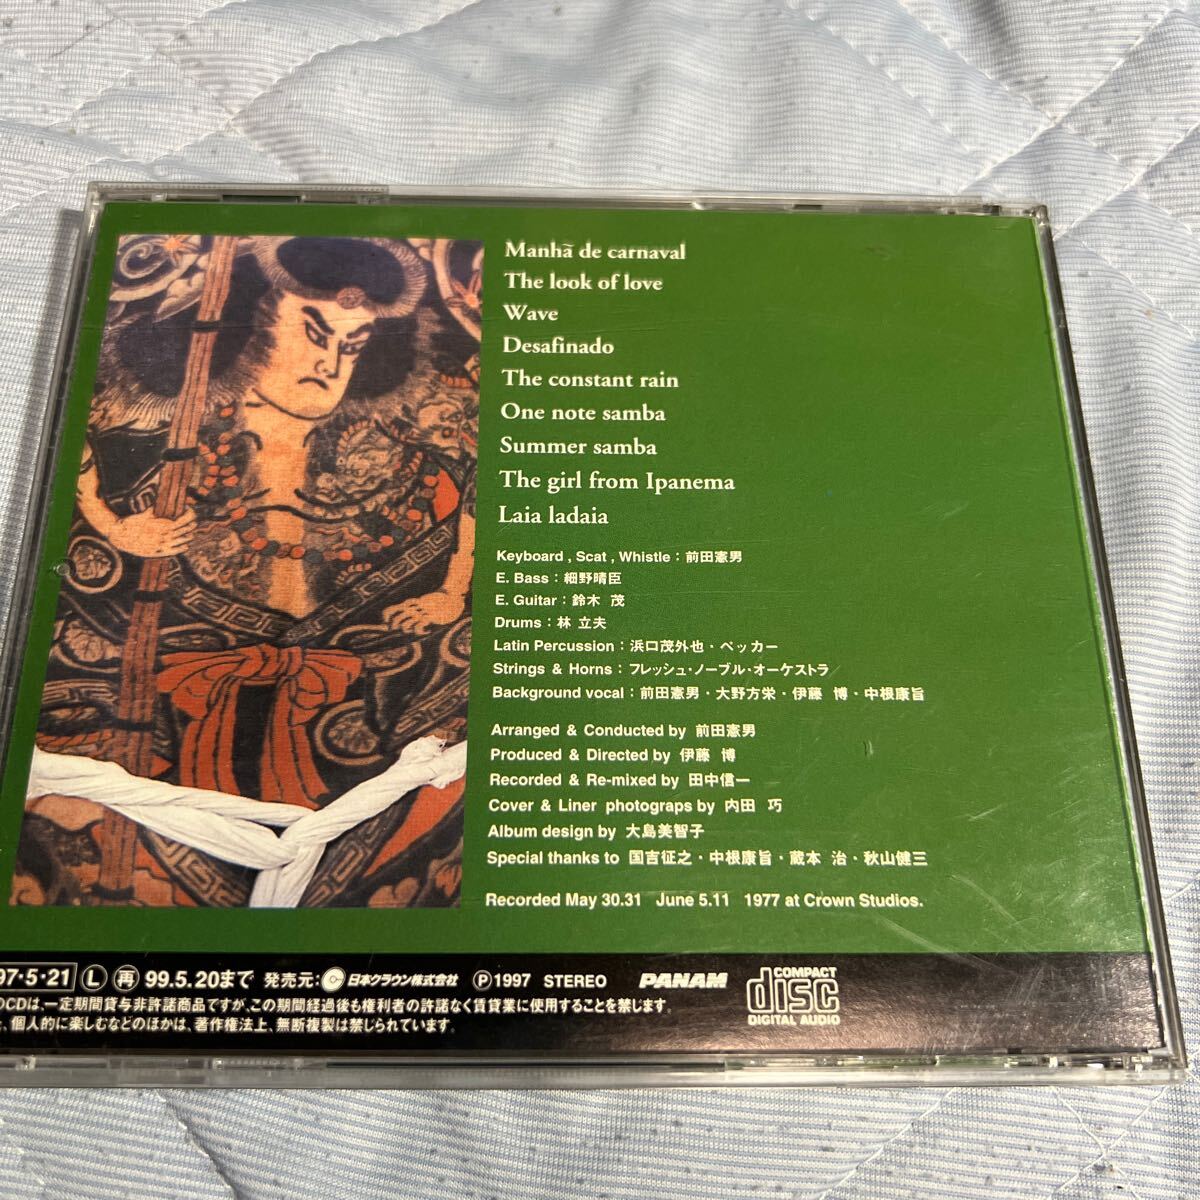 Manhã de carnaval
The look of love
Wave
Desafinado
The constant rain
One note samba
Summer samba
The girl from Ipanema
Laia ladaia
Keyboard , Scat , Whistle : 前田憲男
E. Bass : 細野晴臣
E. Guitar : 鈴木 茂
Drums : 林 立夫
Latin Percussion : 浜口茂外也・ペッカー
Strings & Horns : フレッシュ・ノーブル・オーケストラ
Background vocal : 前田憲男・大野方栄・伊藤 博・中根康旨
Arranged & Conducted by 前田憲男
Produced & Directed by 伊藤 博
Recorded & Re-mixed by 田中信一
Cover & Liner photograps by 内田 巧
Album design by 大島美智子
Special thanks to 国吉征之・中根康旨・蔵本 治・秋山健三
Recorded May 30.31 June 5.11 1977 at Crown Studios.
97・5・21 L 再 99.5.20まで 発売元: 日本クラウン株式会社 Ⓟ1997 STEREO PANAM COMPACT disc DIGITAL AUDIO
のCDは、一定期間貸与非許諾商品ですが、この期間経過後も権利者の許諾なく賃貸業に使用することを禁じます。
、個人的に楽しむなどのほかは、著作権法上、無断複製は禁じられています。